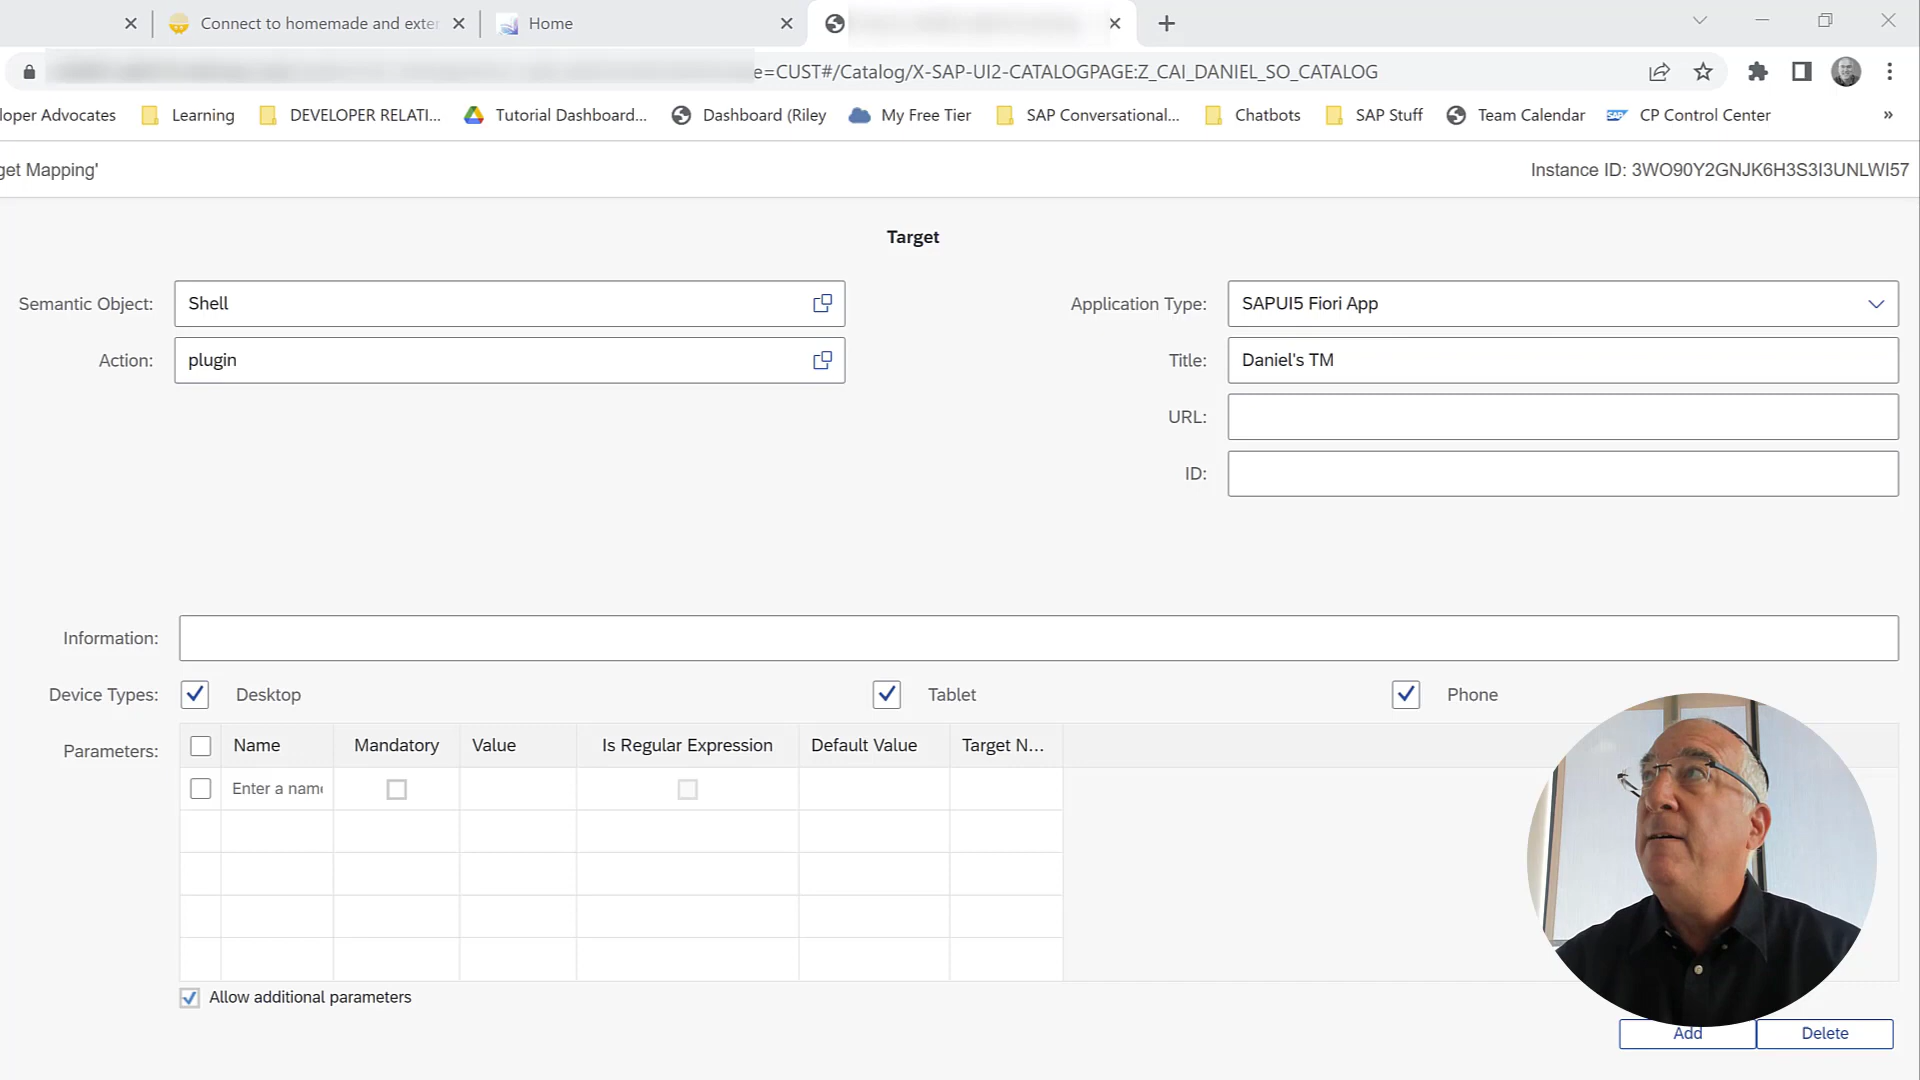 Connect to homemade and exter
Home
e=CUST#/Catalog/X-SAP-UI2-CATALOGPAGE:Z_CAI_DANIEL_SO_CATALOG
loper Advocates Learning DEVELOPER RELATI... Tutorial Dashboard... Dashboard (Riley My Free Tier SAP Conversational... Chatbots SAP Stuff Team Calendar SAP CP Control Center »
get Mapping'
Instance ID: 3WO90Y2GNJK6H3S3I3UNLWI57
Target
Semantic Object: Shell
Application Type: SAPUI5 Fiori App
Action: plugin
Title: Daniel's TM
URL:
ID:
Information:
Device Types: Desktop Tablet Phone
Parameters: Name Mandatory Value Is Regular Expression Default Value Target N...
Enter a name
Allow additional parameters
Add Delete